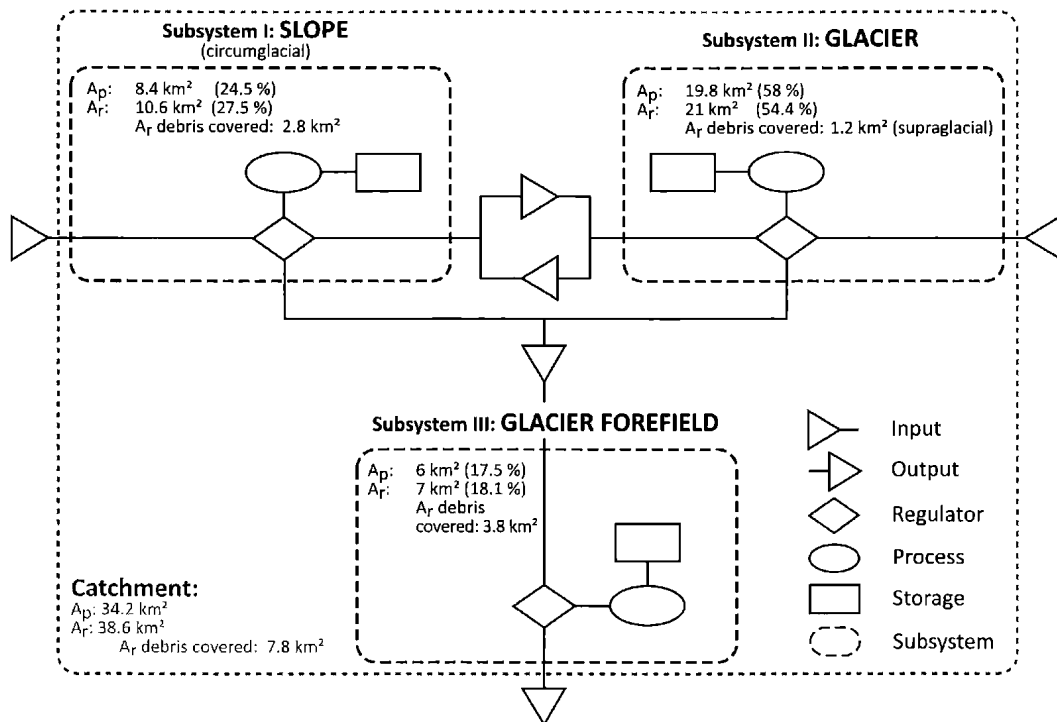 Subsystem I: SLOPE
(circumglacial)
Ap: 8.4 km² (24.5 %)
Ar: 10.6 km² (27.5 %)
Ar debris covered: 2.8 km²
Subsystem II: GLACIER
Ap: 19.8 km² (58 %)
Ar: 21 km² (54.4 %)
Ar debris covered: 1.2 km² (supraglacial)
Subsystem III: GLACIER FOREFIELD
Ap: 6 km² (17.5 %)
Ar: 7 km² (18.1 %)
Ar debris
covered: 3.8 km²
Catchment:
Ap: 34.2 km²
Ar: 38.6 km²
Ar debris covered: 7.8 km²
Input
Output
Regulator
Process
Storage
Subsystem